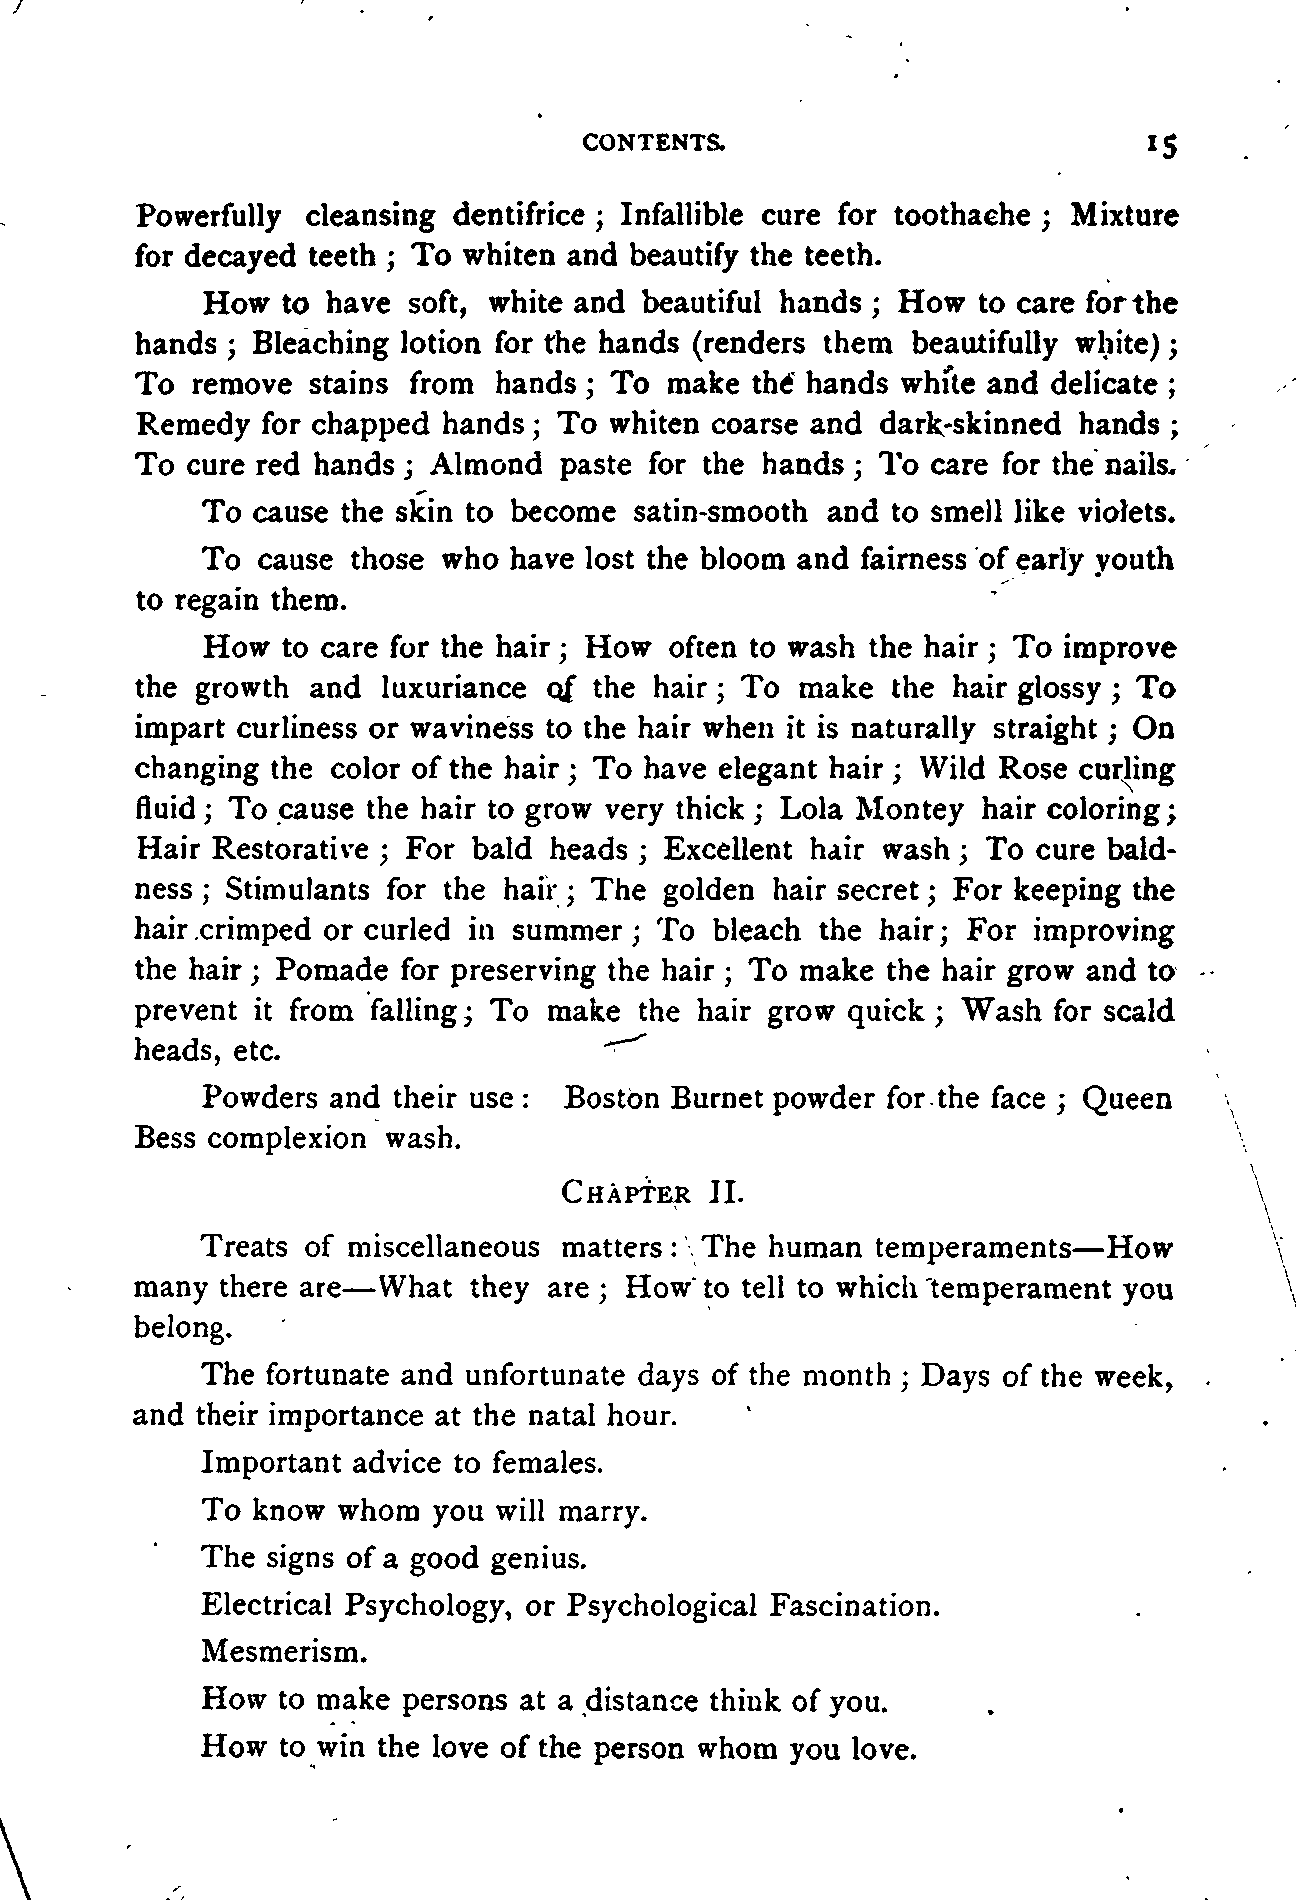 CONTENTS. 15
Powerfully cleansing dentifrice ; Infallible cure for toothache ; Mixture
for decayed teeth ; To whiten and beautify the teeth.
How to have soft, white and beautiful hands ; How to care for the
hands ; Bleaching lotion for the hands (renders them beautifully white) ;
To remove stains from hands ; To make the hands white and delicate ;
Remedy for chapped hands ; To whiten coarse and dark-skinned hands ;
To cure red hands ; Almond paste for the hands ; To care for the nails.
To cause the skin to become satin-smooth and to smell like violets.
To cause those who have lost the bloom and fairness of early youth
to regain them.
How to care for the hair ; How often to wash the hair ; To improve
the growth and luxuriance of the hair ; To make the hair glossy ; To
impart curliness or waviness to the hair when it is naturally straight ; On
changing the color of the hair ; To have elegant hair ; Wild Rose curling
fluid ; To cause the hair to grow very thick ; Lola Montey hair coloring ;
Hair Restorative ; For bald heads ; Excellent hair wash ; To cure bald-
ness ; Stimulants for the hair ; The golden hair secret ; For keeping the
hair crimped or curled in summer ; To bleach the hair ; For improving
the hair ; Pomade for preserving the hair ; To make the hair grow and to
prevent it from falling ; To make the hair grow quick ; Wash for scald
heads, etc.
Powders and their use : Boston Burnet powder for the face ; Queen
Bess complexion wash.
CHAPTER II.
Treats of miscellaneous matters : The human temperaments—How
many there are—What they are ; How to tell to which temperament you
belong.
The fortunate and unfortunate days of the month ; Days of the week,
and their importance at the natal hour.
Important advice to females.
To know whom you will marry.
The signs of a good genius.
Electrical Psychology, or Psychological Fascination.
Mesmerism.
How to make persons at a distance think of you.
How to win the love of the person whom you love.